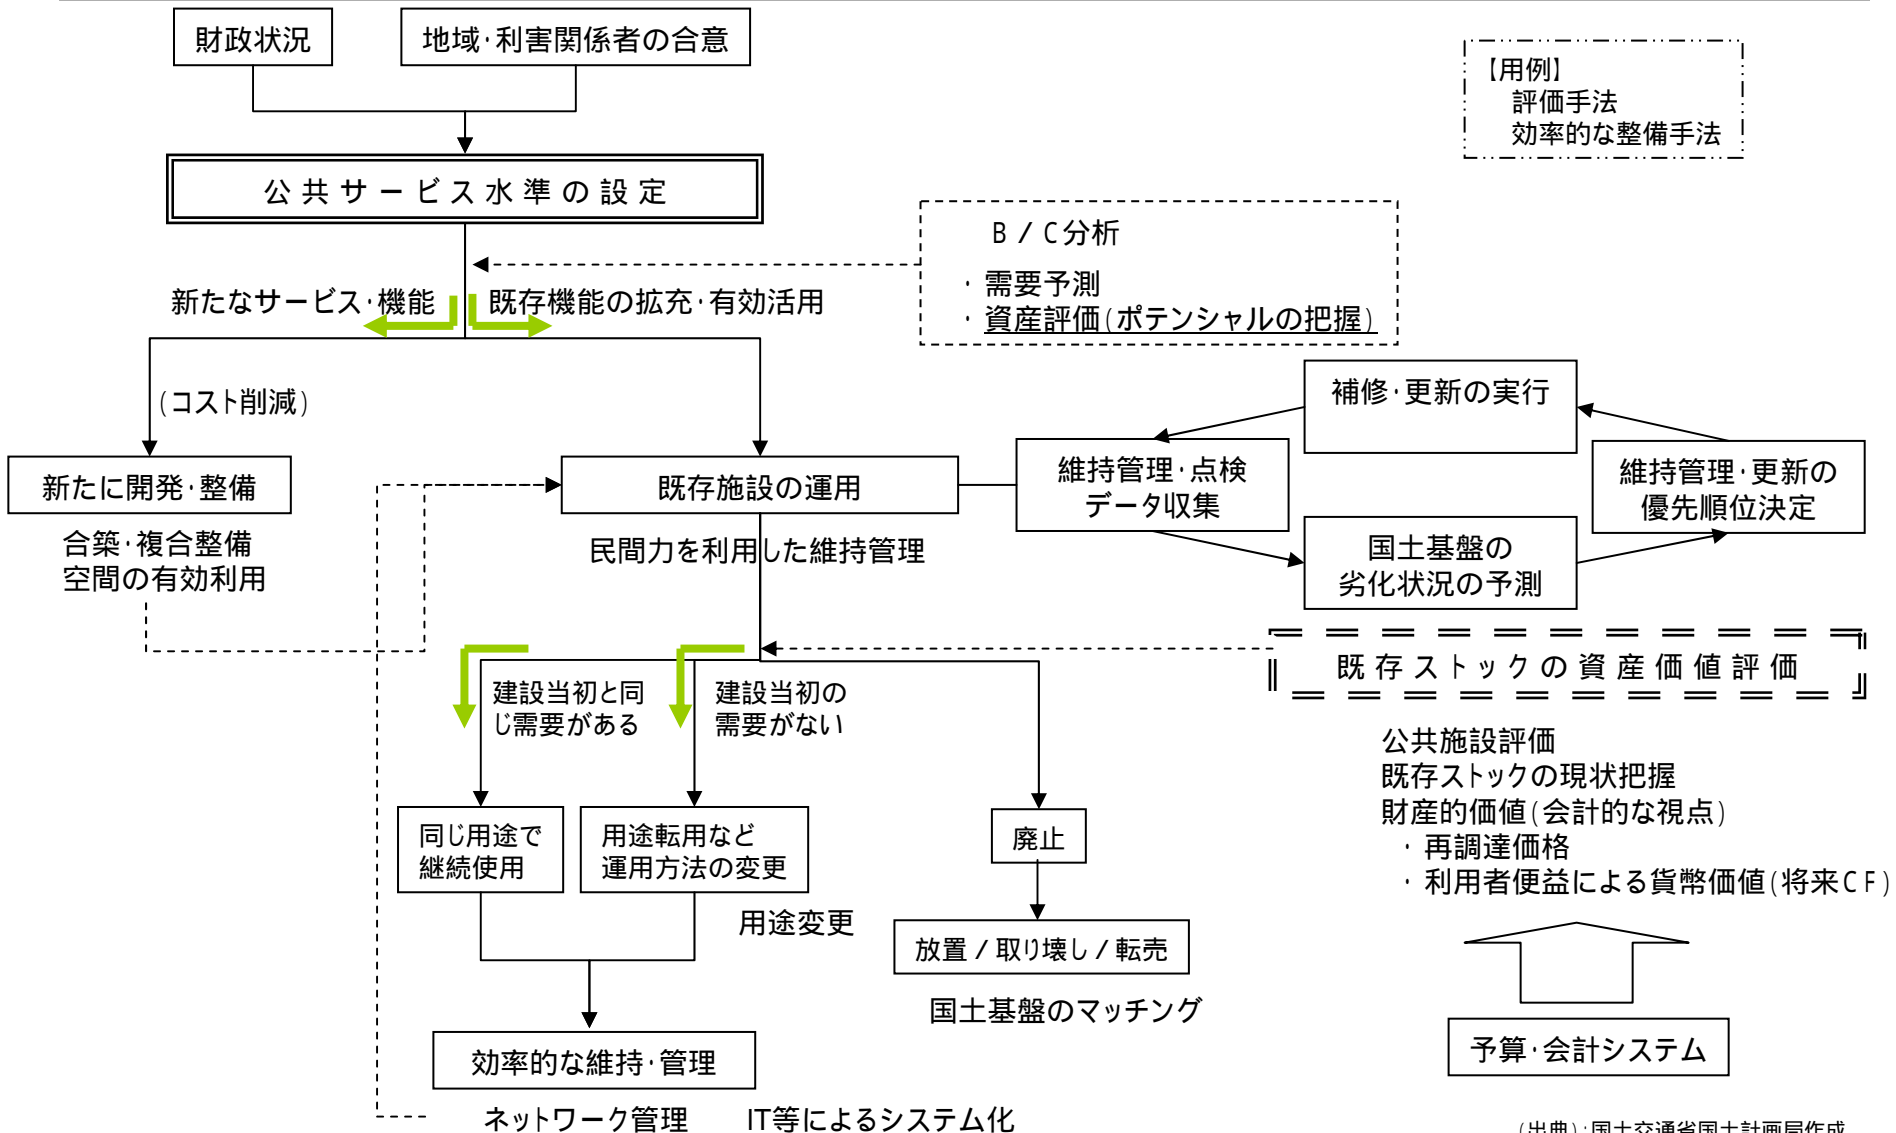 財政状況
地域・利害関係者の合意
【用例】
評価手法
効率的な整備手法
公共サービス水準の設定
B/C分析
・需要予測
・資産評価(ポテンシャルの把握)
新たなサービス・機能
既存機能の拡充・有効活用
(コスト削減)
補修・更新の実行
新たに開発・整備
既存施設の運用
維持管理・点検
データ収集
維持管理・更新の
優先順位決定
合築・複合整備
空間の有効利用
民間力を利用した維持管理
国土基盤の
劣化状況の予測
既存ストックの資産価値評価
建設当初と同
じ需要がある
建設当初の
需要がない
公共施設評価
既存ストックの現状把握
財産的価値(会計的な視点)
・再調達価格
・利用者便益による貨幣価値(将来CF)
同じ用途で
継続使用
用途転用など
運用方法の変更
廃止
用途変更
放置/取り壊し/転売
国土基盤のマッチング
効率的な維持・管理
予算・会計システム
ネットワーク管理
IT等によるシステム化
(出典):国土交通省国土計画局作成